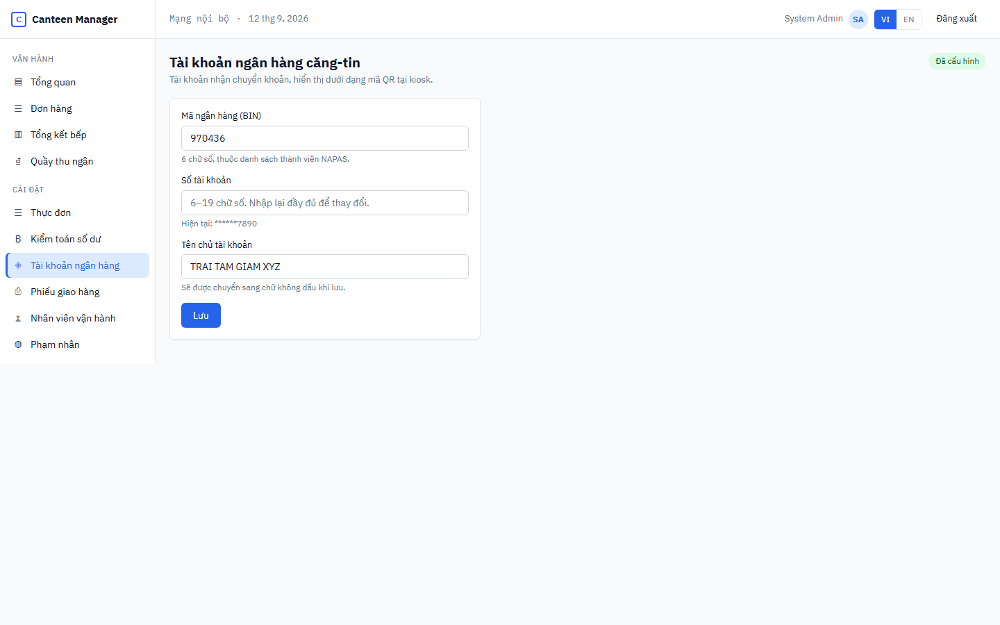 C Canteen Manager
Mạng nội bộ · 12 thg 9, 2026
System Admin SA VI EN Đăng xuất
VẬN HÀNH
Tổng quan
Đơn hàng
Tổng kết bếp
₫ Quầy thu ngân
CÀI ĐẶT
Thực đơn
Kiểm toán số dư
Tài khoản ngân hàng
Phiếu giao hàng
Nhân viên vận hành
Phạm nhân
Tài khoản ngân hàng căng-tin
Đã cấu hình
Tài khoản nhận chuyển khoản, hiển thị dưới dạng mã QR tại kiosk.
Mã ngân hàng (BIN)
970436
6 chữ số, thuộc danh sách thành viên NAPAS.
Số tài khoản
6–19 chữ số. Nhập lại đầy đủ để thay đổi.
Hiện tại: ******7890
Tên chủ tài khoản
TRAI TAM GIAM XYZ
Sẽ được chuyển sang chữ không dấu khi lưu.
Lưu